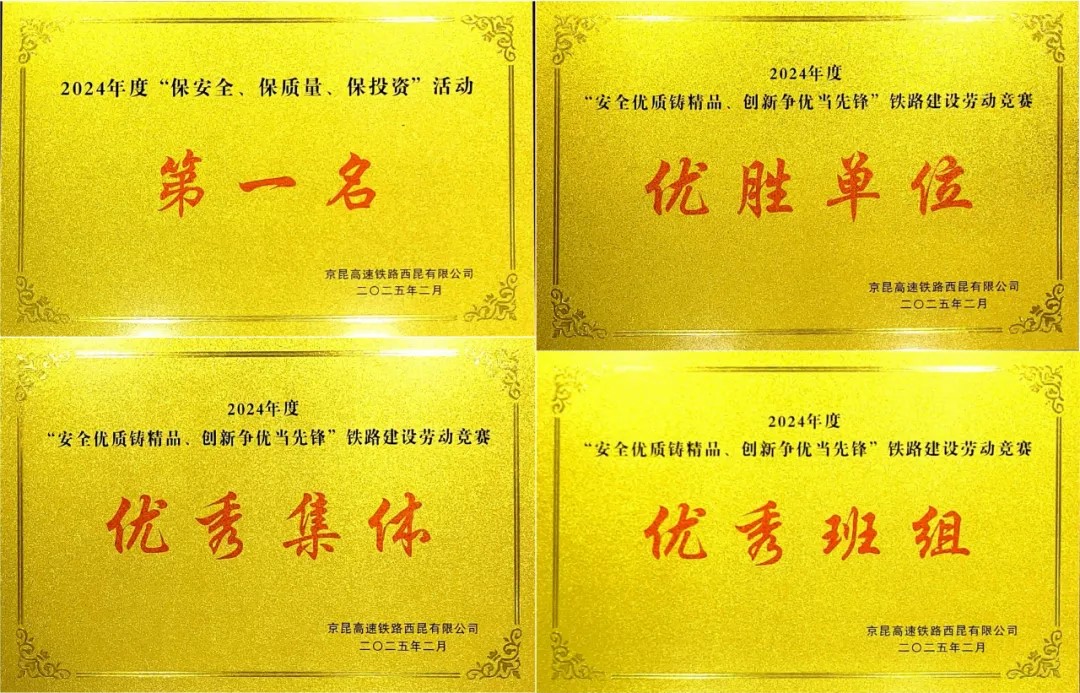 2024年度“保安全、保质量、保投资”活动
第一名
京昆高速铁路西昆有限公司
二〇二五年二月
2024年度
“安全优质铸精品、创新争优当先锋”铁路建设劳动竞赛
优胜单位
京昆高速铁路西昆有限公司
二〇二五年二月
2024年度
“安全优质铸精品、创新争优当先锋”铁路建设劳动竞赛
优秀集体
京昆高速铁路西昆有限公司
二〇二五年二月
2024年度
“安全优质铸精品、创新争优当先锋”铁路建设劳动竞赛
优秀班组
京昆高速铁路西昆有限公司
二〇二五年二月